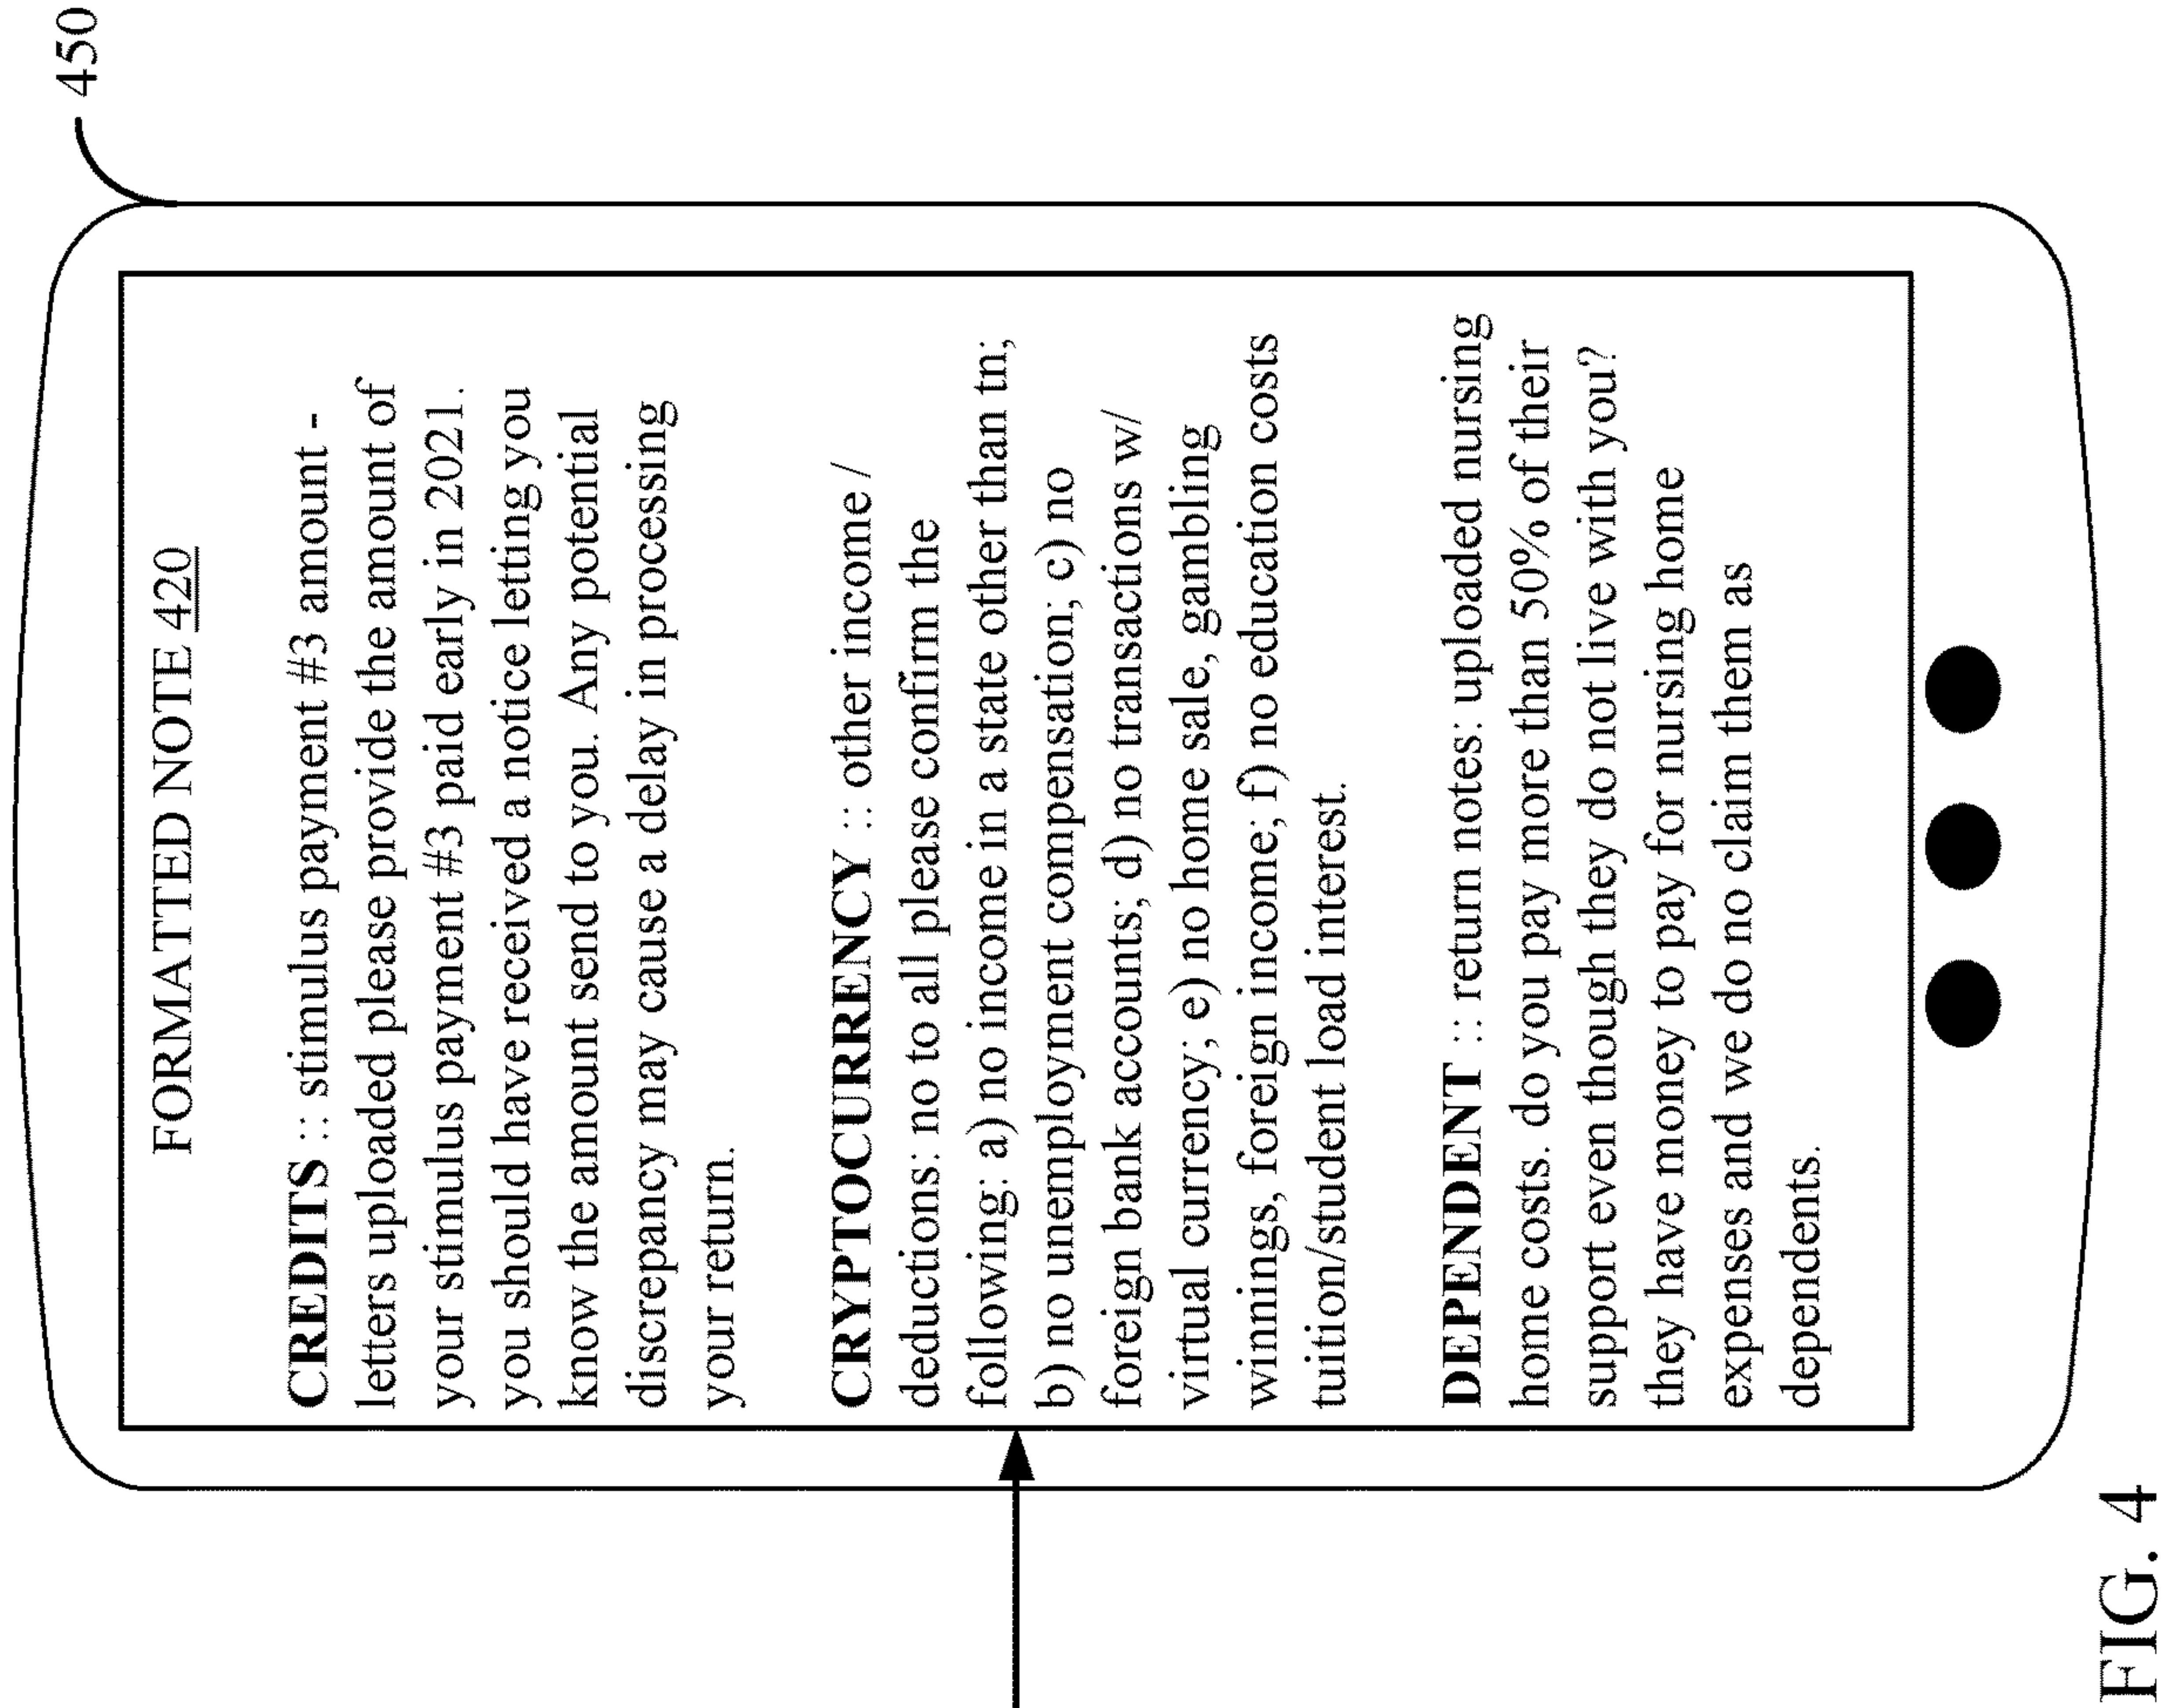 450
FORMATTED NOTE 420
CREDITS :: stimulus payment #3 amount -
letters uploaded please provide the amount of
your stimulus payment #3 paid early in 2021.
you should have received a notice letting you
know the amount send to you. Any potential
discrepancy may cause a delay in processing
your return.
CRYPTOCURRENCY :: other income /
deductions: no to all please confirm the
following: a) no income in a state other than tn;
b) no unemployment compensation; c) no
foreign bank accounts; d) no transactions w/
virtual currency; e) no home sale, gambling
winnings, foreign income; f) no education costs
tuition/student load interest.
DEPENDENT :: return notes: uploaded nursing
home costs. do you pay more than 50% of their
support even though they do not live with you?
they have money to pay for nursing home
expenses and we do no claim them as
dependents.
FIG. 4